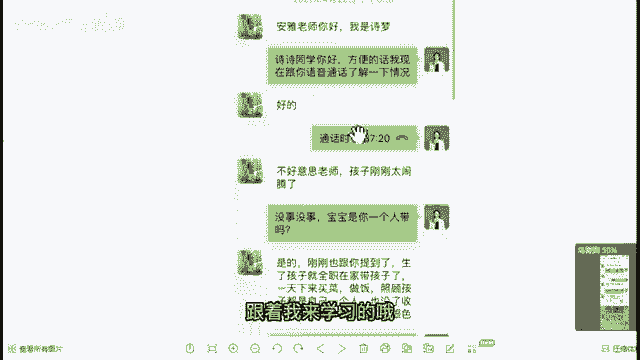 安雅老师你好，我是诗梦
诗诗同学你好，方便的话我现
在跟你语音通话了解一下情况
好的
通话时
7:20
不好意思老师，孩子刚刚太闹
腾了
没事没事，宝宝是你一个人带
吗？
是的，刚刚也跟你提到了，生
了孩子就全职在家带孩子了，
一天下来买菜，做饭，照顾孩
跟着我来学习的哦
查看所有图片
50%